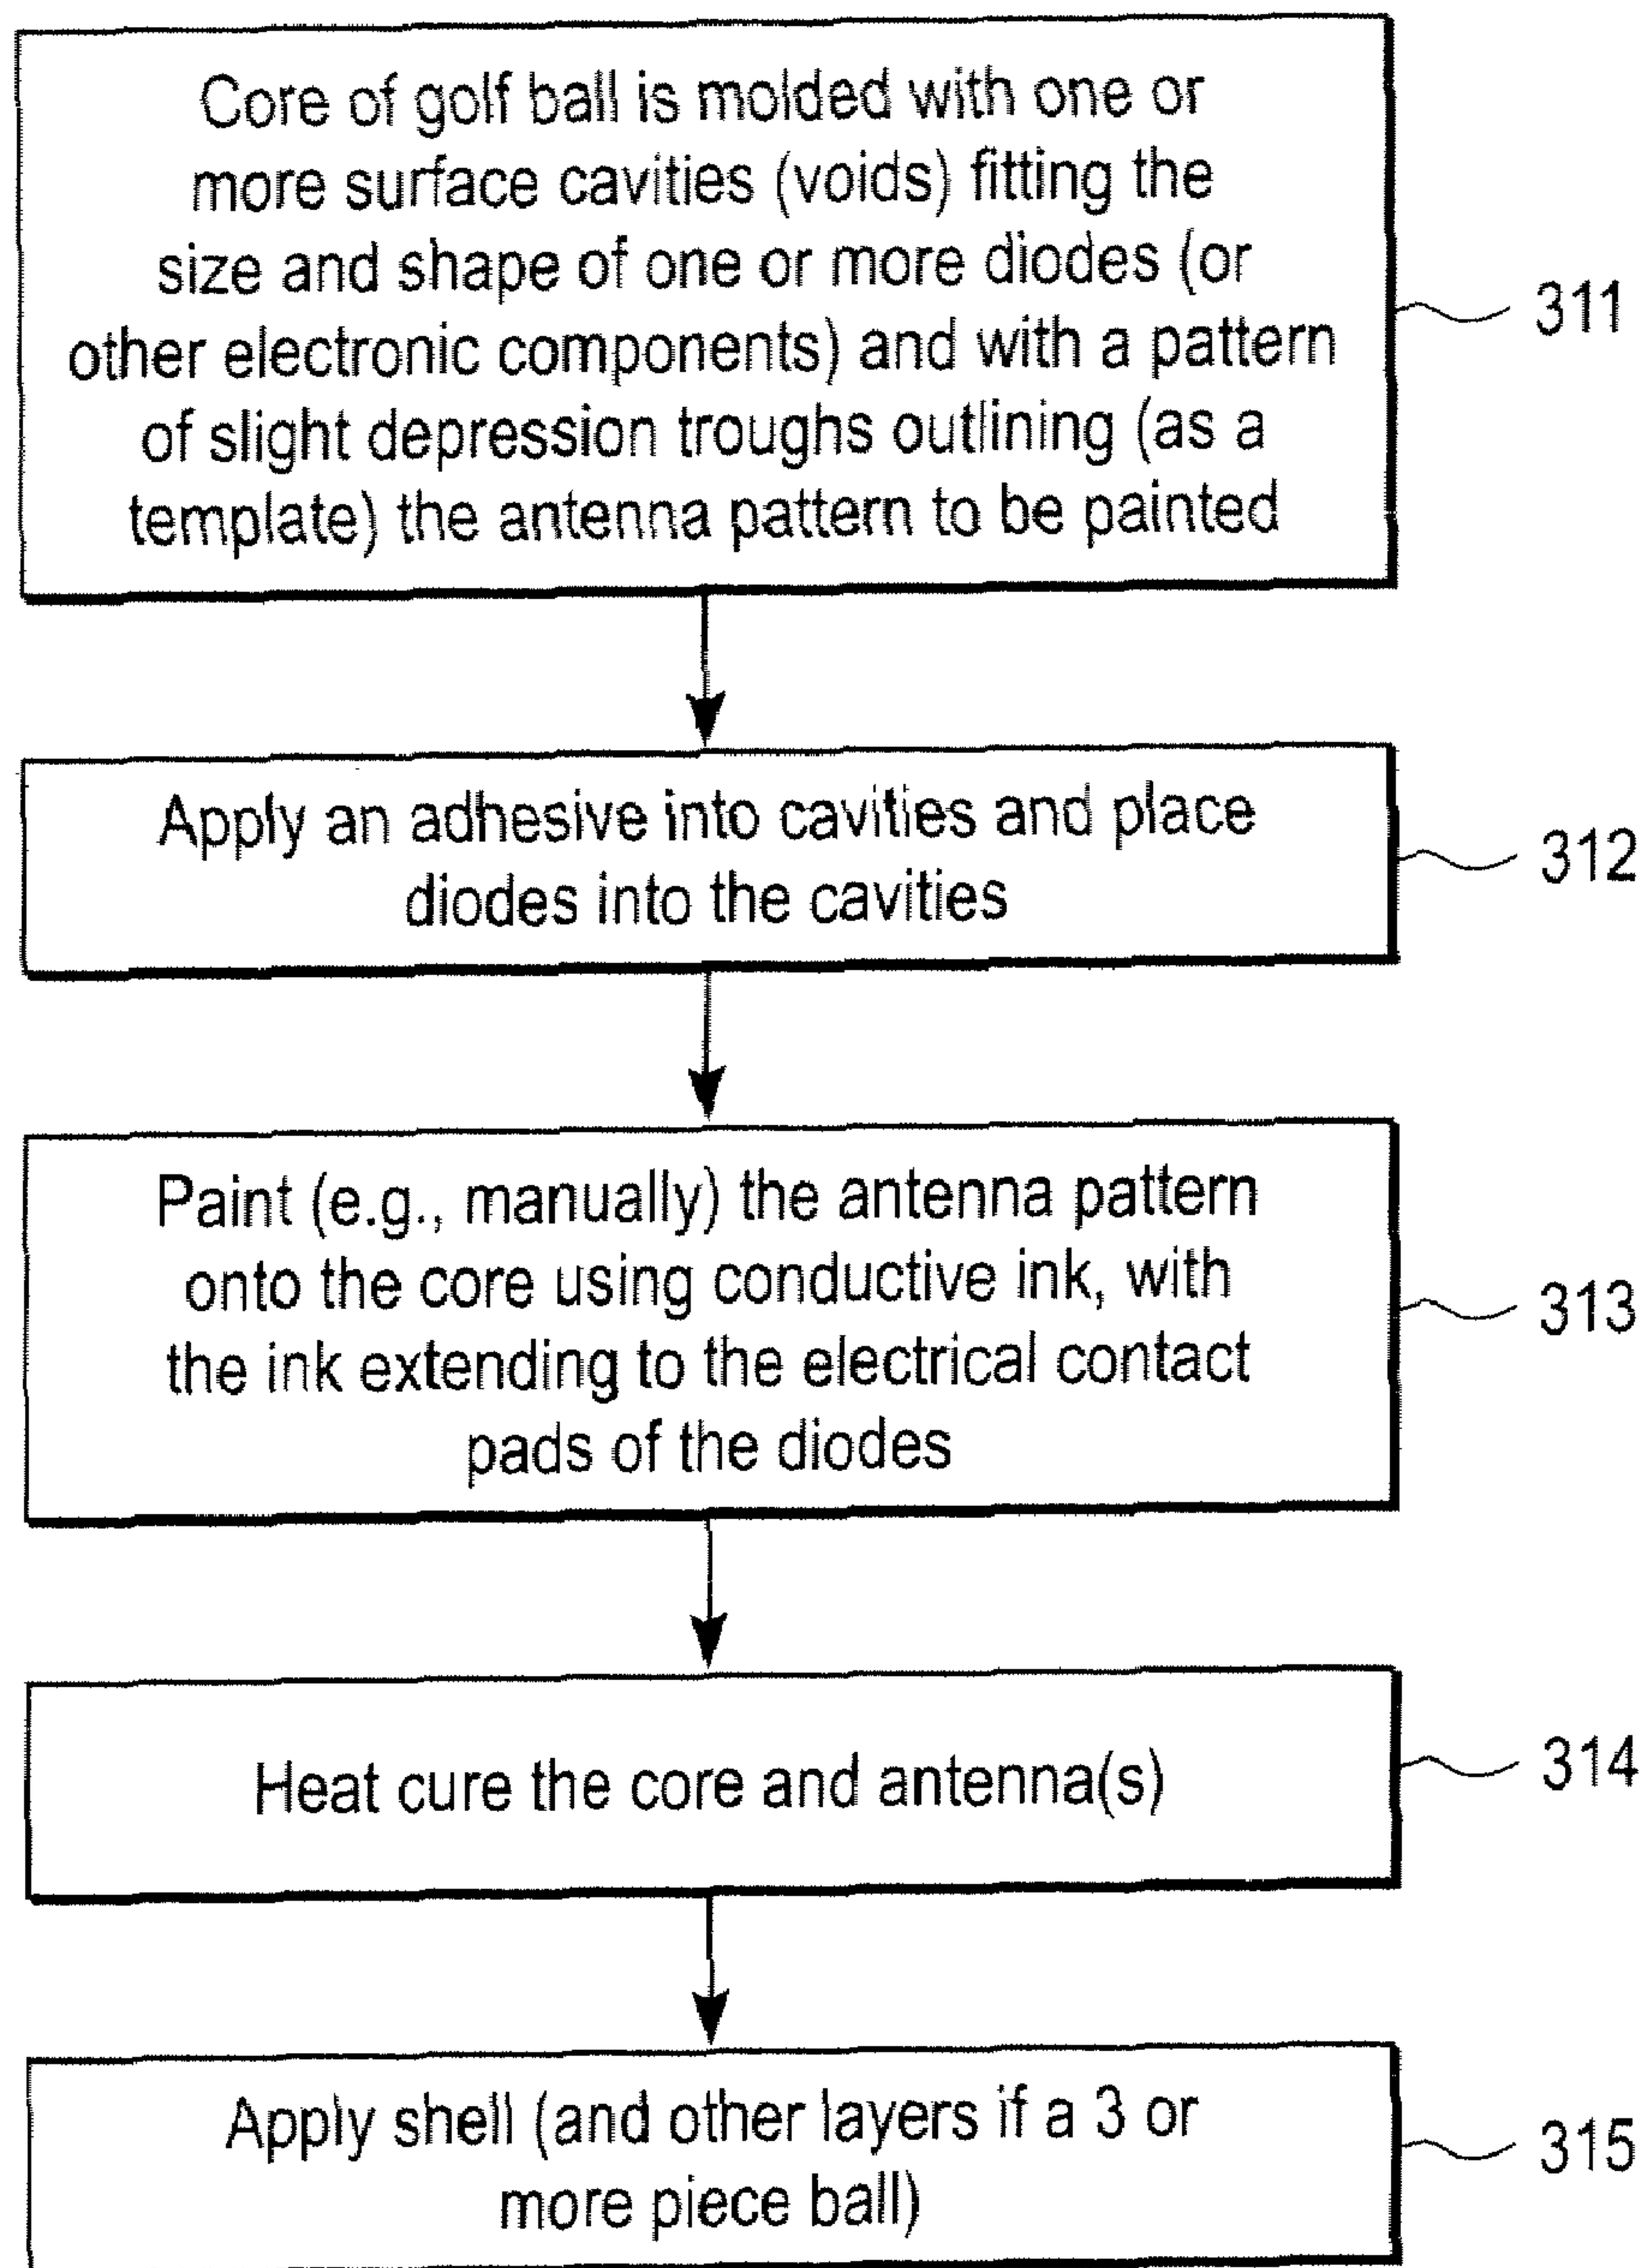 Core of golf ball is molded with one or
more surface cavities (voids) fitting the
size and shape of one or more diodes (or
other electronic components) and with a pattern
of slight depression troughs outlining (as a
template) the antenna pattern to be painted
311
Apply an adhesive into cavities and place
diodes into the cavities
312
Paint (e.g., manually) the antenna pattern
onto the core using conductive ink, with
the ink extending to the electrical contact
pads of the diodes
313
Heat cure the core and antenna(s)
314
Apply shell (and other layers if a 3 or
more piece ball)
315